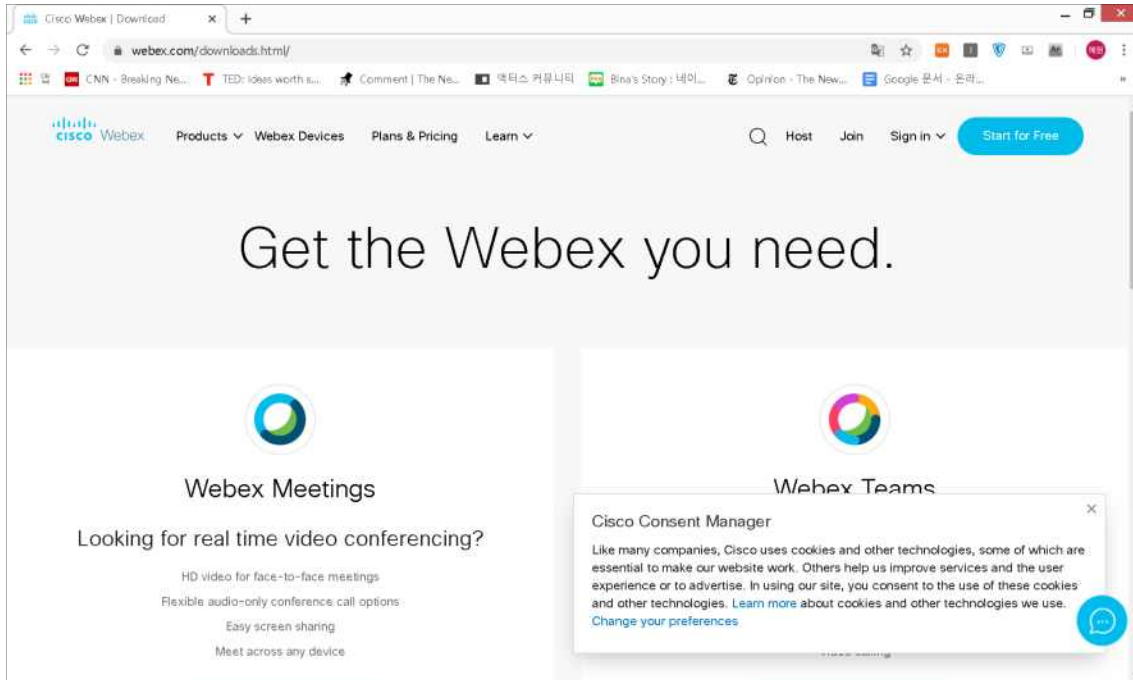 Cisco Webex | Download
webex.com/downloads.html/
앱 CNN - Breaking Ne... TED: Ideas worth s... Comment | The Ne... 액티스 커뮤니티 Bina's Story : 네이... Opinion - The New... Google 문서 - 온라...
CISCO Webex Products Webex Devices Plans & Pricing Learn Host Join Sign in Start for Free
Get the Webex you need.
Webex Meetings
Looking for real time video conferencing?
HD video for face-to-face meetings
Flexible audio-only conference call options
Easy screen sharing
Meet across any device
Webex Teams
Cisco Consent Manager
Like many companies, Cisco uses cookies and other technologies, some of which are
essential to make our website work. Others help us improve services and the user
experience or to advertise. In using our site, you consent to the use of these cookies
and other technologies. Learn more about cookies and other technologies we use.
Change your preferences